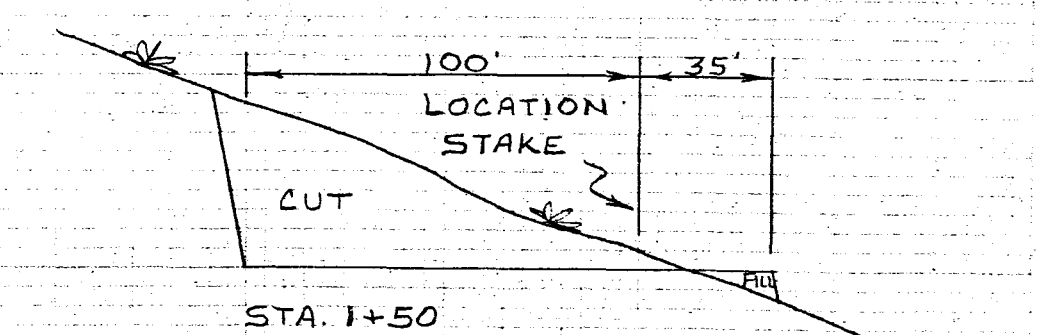 100' 35'
LOCATION
STAKE
CUT
FILL
STA. 1+50